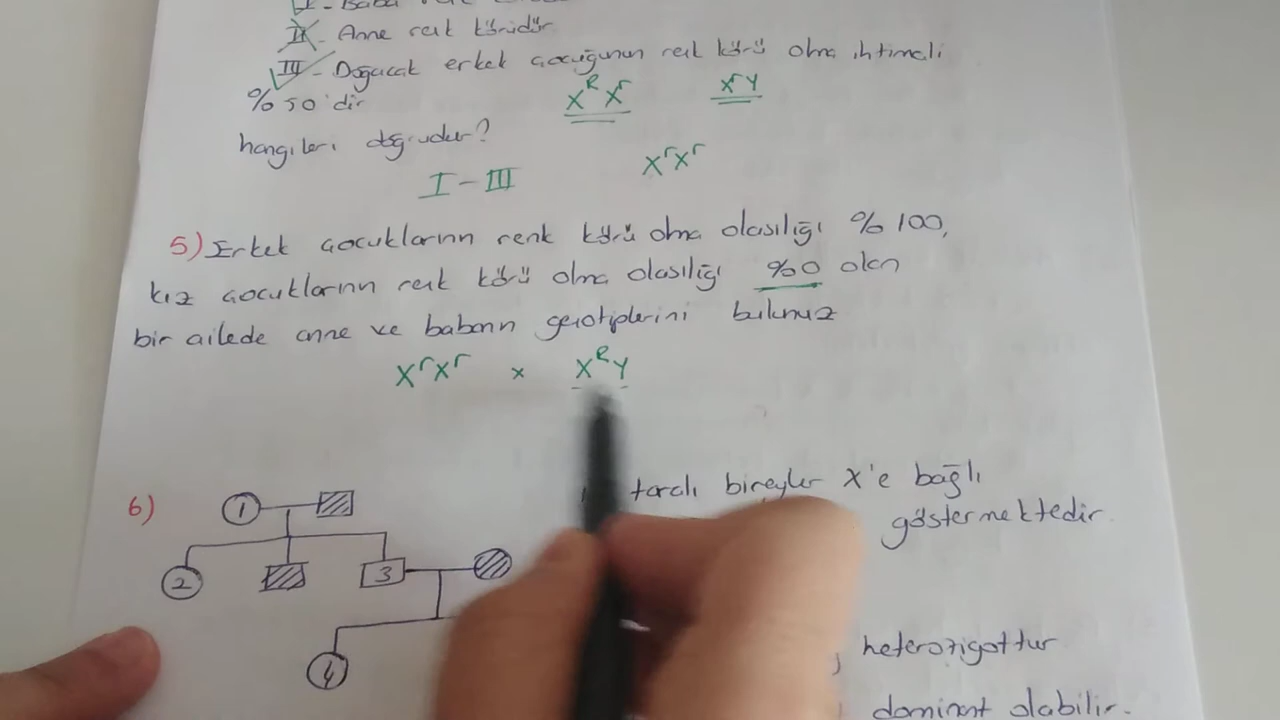 I - Baba
II - Anne renk körüdür
III - Doğacak erkek çocuğunun renk körü olma ihtimali
% 50'dir
X^R X^r X^r Y
hangileri doğrudur?
I - III X^r X^r
5) Erkek çocuklarının renk körü olma olasılığı % 100,
kız çocuklarının renk körü olma olasılığı %0 olan
bir ailede anne ve babanın genotiplerini bulunuz
X^r X^r × X^R Y
6) 1
taralı bireyler X'e bağlı
göstermektedir.
2 3
4
heterozigottur
dominant olabilir.